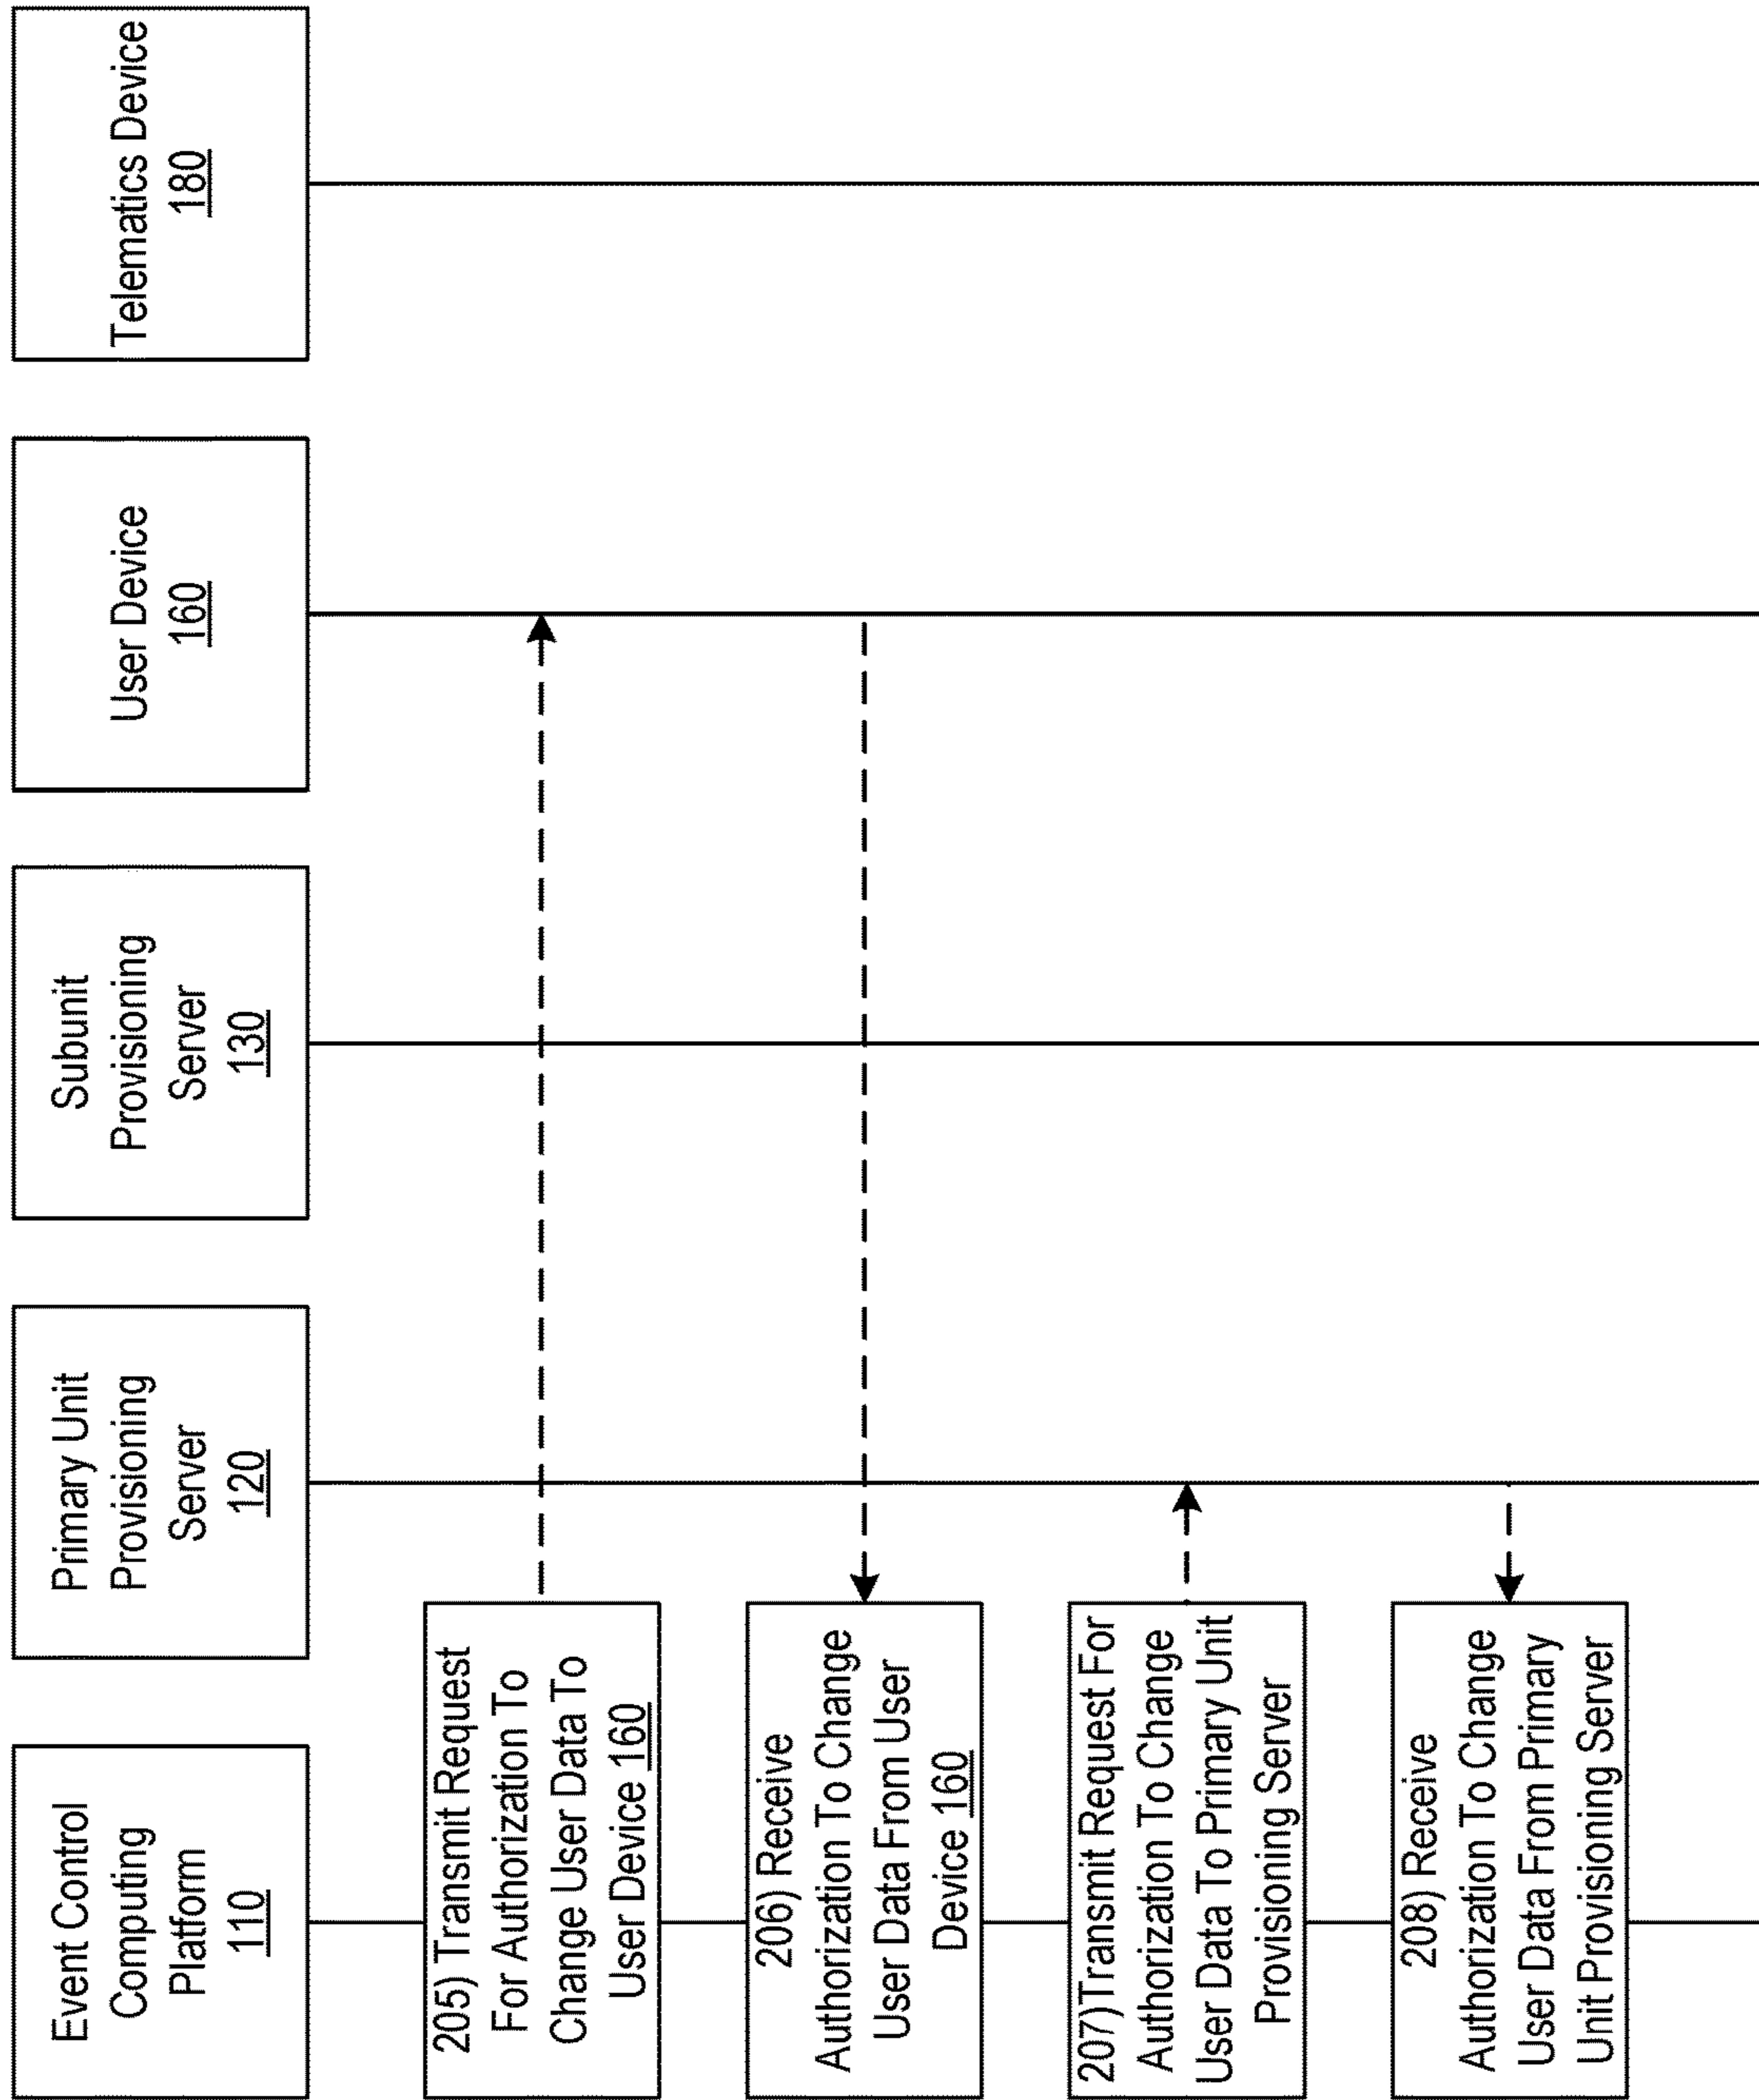 Event Control
Computing
Platform
110
Primary Unit
Provisioning
Server
120
Subunit
Provisioning
Server
130
User Device
160
Telematics Device
180
205) Transmit Request
For Authorization To
Change User Data To
User Device 160
206) Receive
Authorization To Change
User Data From User
Device 160
207)Transmit Request For
Authorization To Change
User Data To Primary Unit
Provisioning Server
208) Receive
Authorization To Change
User Data From Primary
Unit Provisioning Server